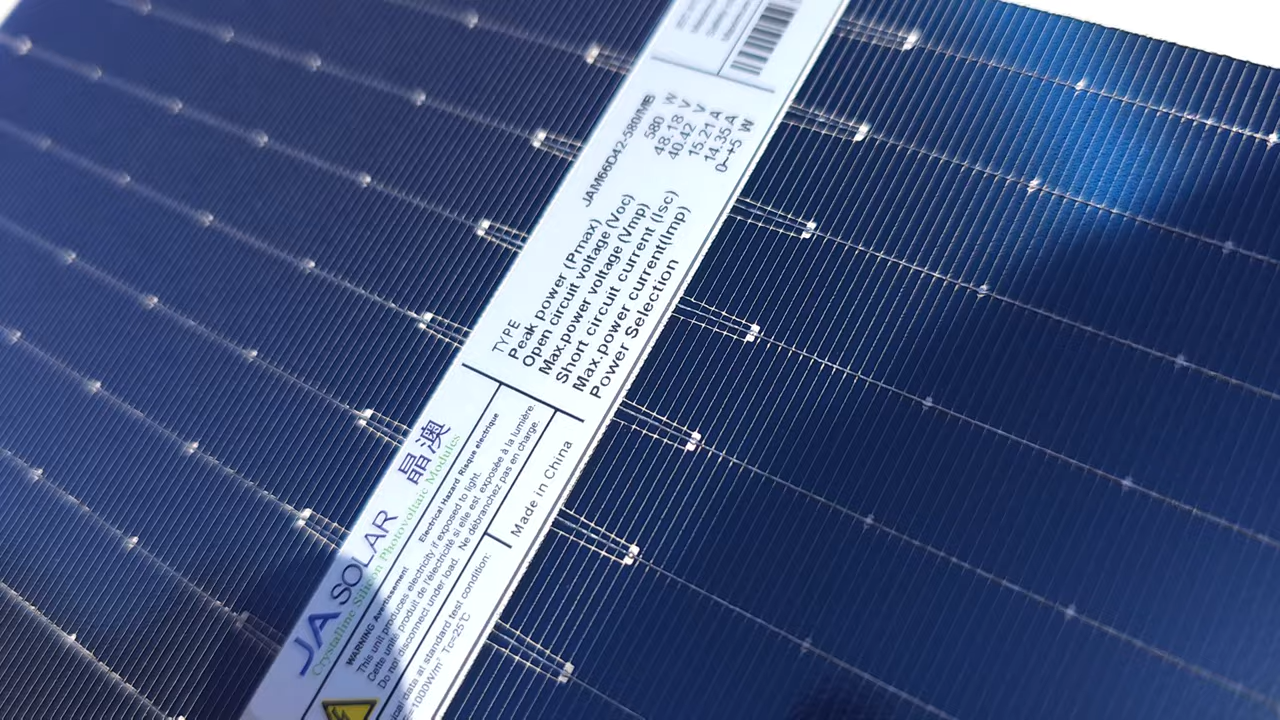 JA SOLAR 晶澳
Crystalline Silicon Photovoltaic Modules
WARNING Avertissement Electrical Hazard Risque électrique
This unit produces electricity if exposed to light.
Cette unité produit de l'électricité si elle est exposée à la lumière.
Do not disconnect under load. Ne débranchez pas en charge.
data at standard test condition:
=1000W/m² Tc=25℃
Made in China
TYPE JAM66D42-580/MB
Peak power (Pmax) 580 W
Open circuit voltage (Voc) 48.18 V
Max.power voltage (Vmp) 40.42 V
Short circuit current (Isc) 15.21 A
Max.power current(Imp) 14.35 A
Power Selection 0~+5 W